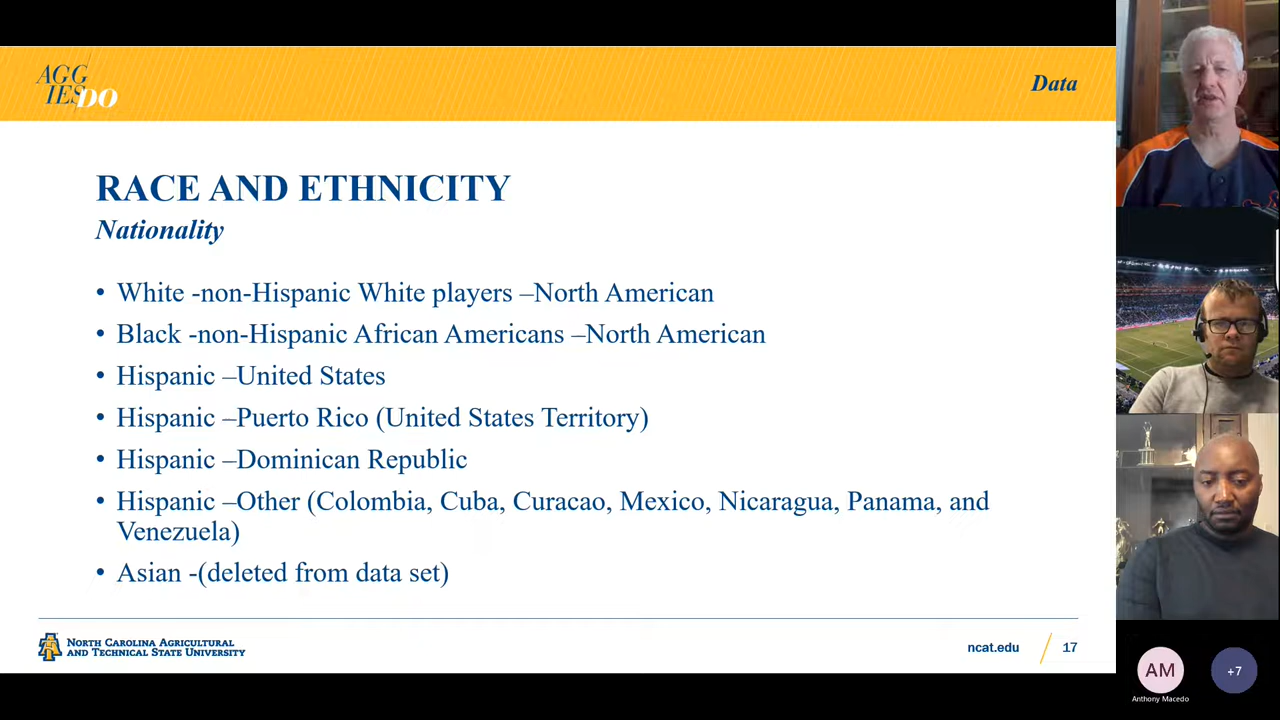 AGG
IES DO
Data
RACE AND ETHNICITY
Nationality
• White -non-Hispanic White players –North American
• Black -non-Hispanic African Americans –North American
• Hispanic –United States
• Hispanic –Puerto Rico (United States Territory)
• Hispanic –Dominican Republic
• Hispanic –Other (Colombia, Cuba, Curacao, Mexico, Nicaragua, Panama, and
Venezuela)
• Asian -(deleted from data set)
NORTH CAROLINA AGRICULTURAL
AND TECHNICAL STATE UNIVERSITY
ncat.edu
17
AM
+7
Anthony Macedo